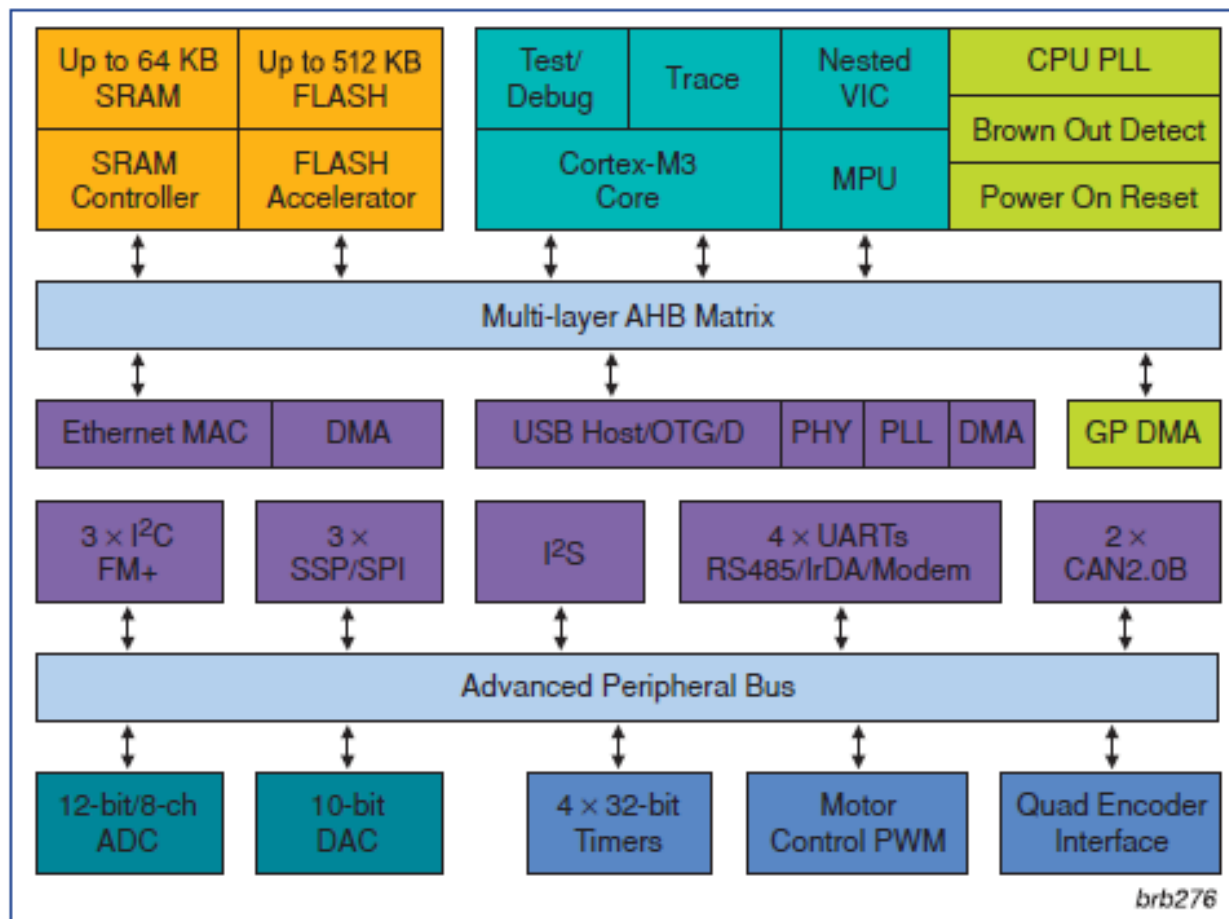 Up to 64 KB
SRAM
Up to 512 KB
FLASH
Test/
Debug
Trace
Nested
VIC
CPU PLL
Brown Out Detect
SRAM
Controller
FLASH
Accelerator
Cortex-M3
Core
MPU
Power On Reset
Multi-layer AHB Matrix
Ethernet MAC
DMA
USB Host/OTG/D
PHY
PLL
DMA
GP DMA
3 × I²C
FM+
3 ×
SSP/SPI
I²S
4 × UARTs
RS485/IrDA/Modem
2 ×
CAN2.0B
Advanced Peripheral Bus
12-bit/8-ch
ADC
10-bit
DAC
4 × 32-bit
Timers
Motor
Control PWM
Quad Encoder
Interface
brb276